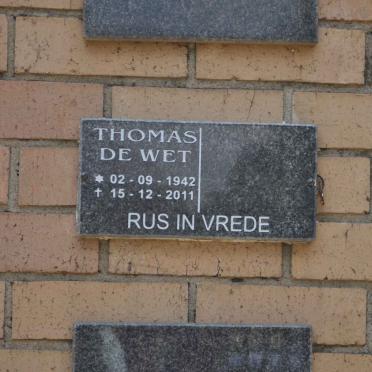 THOMAS
DE WET
* 02 - 09 - 1942
† 15 - 12 - 2011
RUS IN VREDE